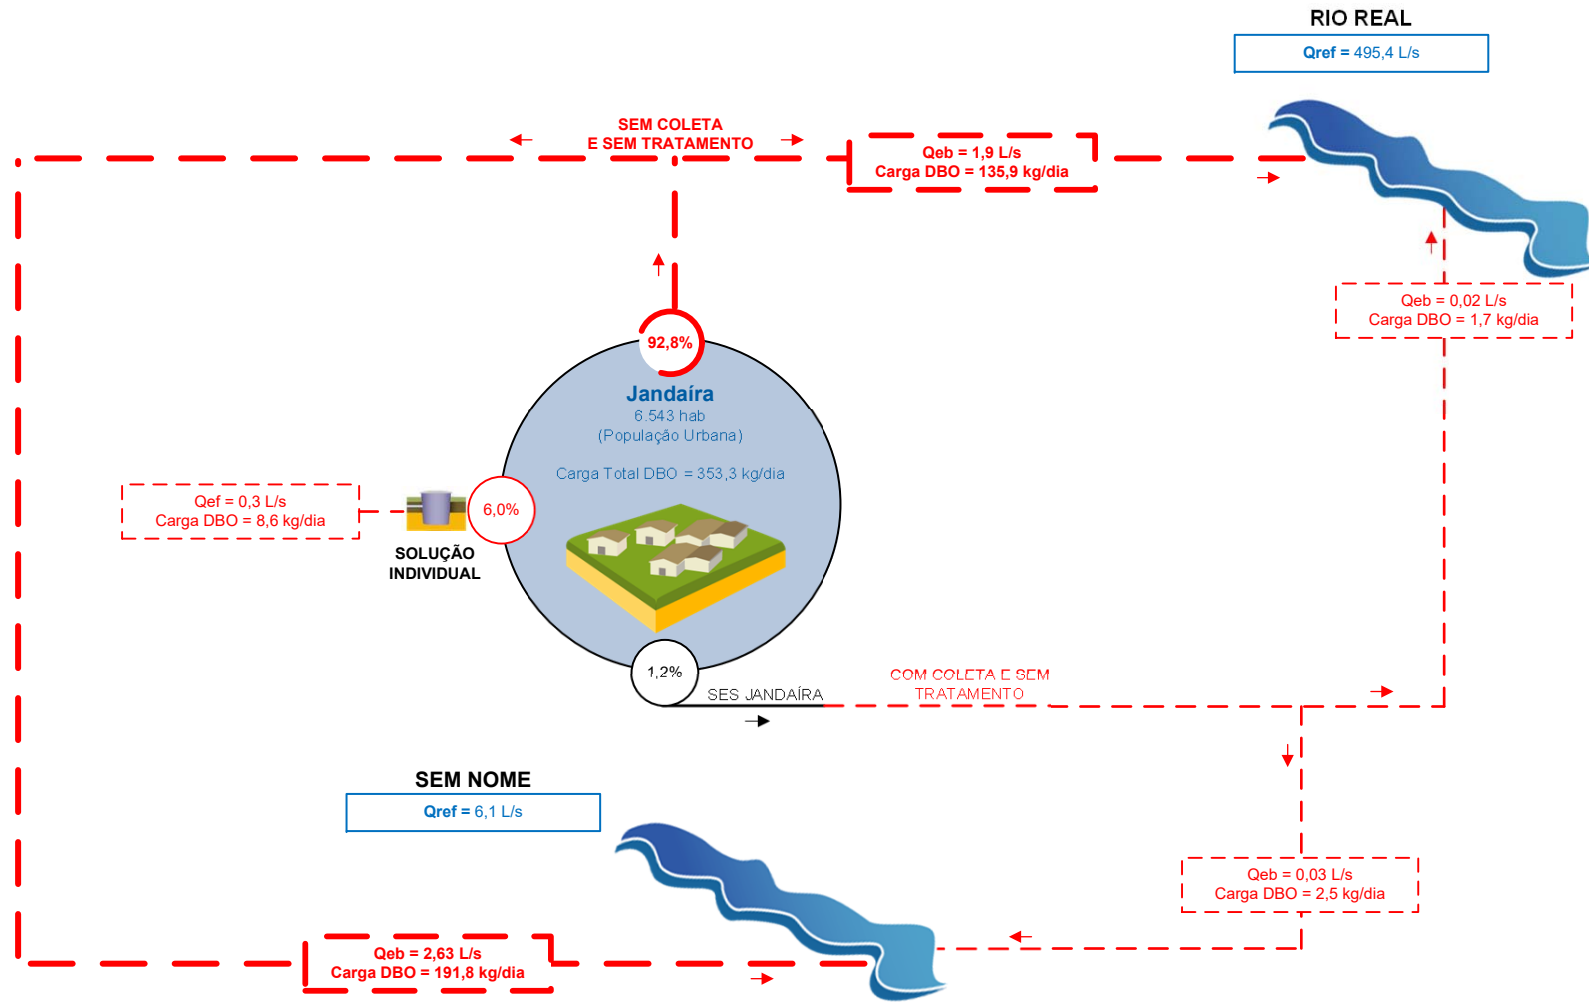 RIO REAL
Qref = 495,4 L/s
SEM COLETA
E SEM TRATAMENTO
Qeb = 1,9 L/s
Carga DBO = 135,9 kg/dia
Qeb = 0,02 L/s
Carga DBO = 1,7 kg/dia
92,8%
Jandaíra
6.543 hab
(População Urbana)
Carga Total DBO = 353,3 kg/dia
Qef = 0,3 L/s
Carga DBO = 8,6 kg/dia
6,0%
SOLUÇÃO
INDIVIDUAL
1,2%
SES JANDAÍRA
COM COLETA E SEM
TRATAMENTO
SEM NOME
Qref = 6,1 L/s
Qeb = 0,03 L/s
Carga DBO = 2,5 kg/dia
Qeb = 2,63 L/s
Carga DBO = 191,8 kg/dia